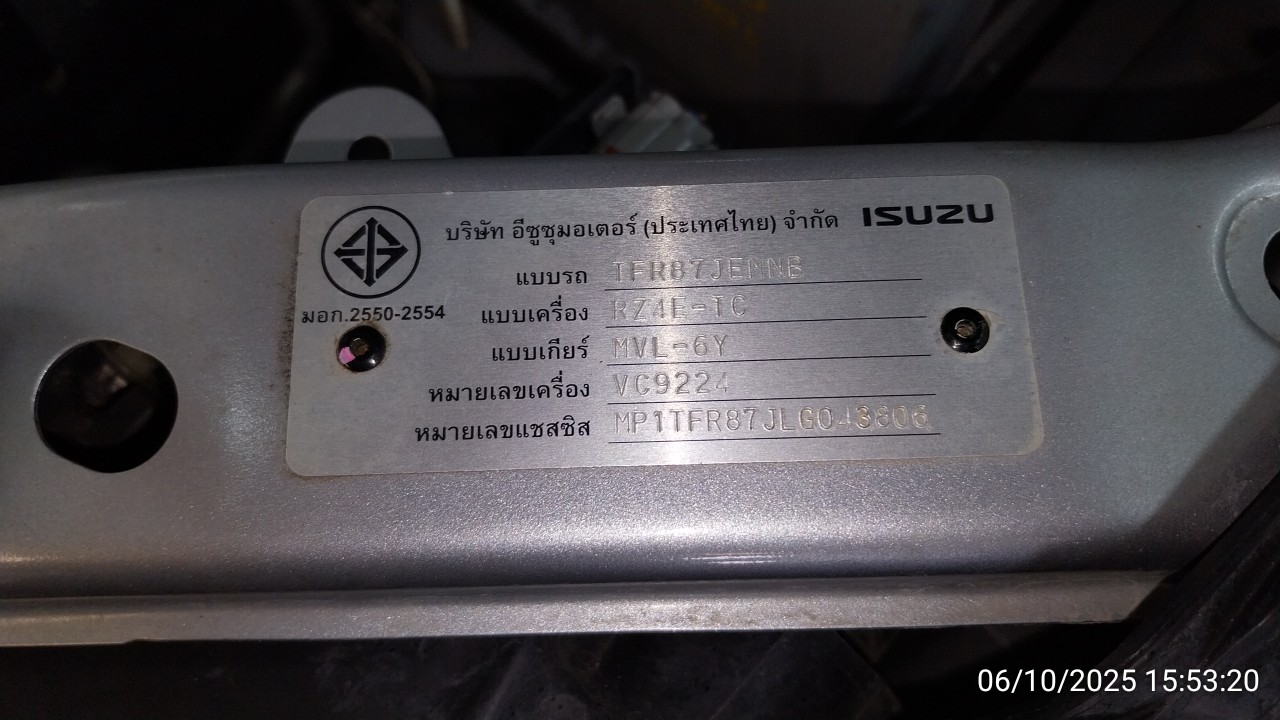 บริษัท อีซูซุมอเตอร์ (ประเทศไทย) จำกัด ISUZU
แบบรถ TFR87JEMNB
มอก.2550-2554
แบบเครื่อง RZ4E-TC
แบบเกียร์ MVL-6Y
หมายเลขเครื่อง VC9224
หมายเลขแชสซิส
06/10/2025 15:53:20